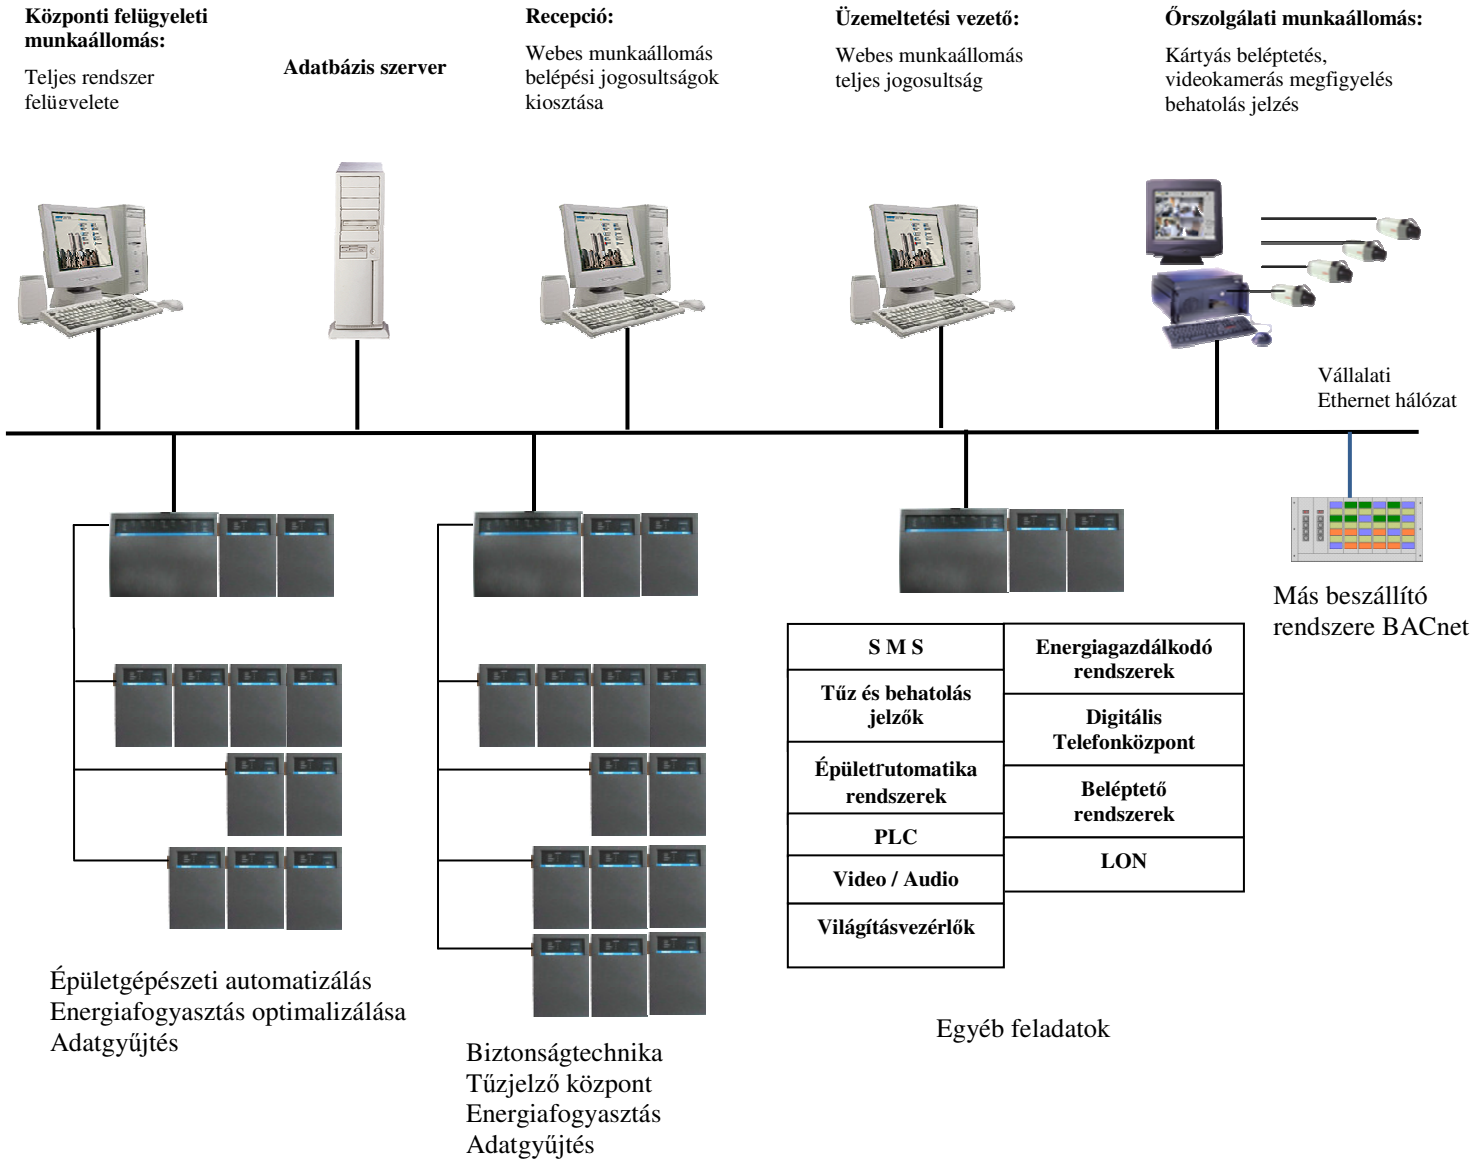 Központi felügyeleti
munkaállomás:
Teljes rendszer
felügyelete
Adatbázis szerver
Recepció:
Webes munkaállomás
belépési jogosultságok
kiosztása
Üzemeltetési vezető:
Webes munkaállomás
teljes jogosultság
Őrszolgálati munkaállomás:
Kártyás beléptetés,
videokamerás megfigyelés
behatolás jelzés
Vállalati
Ethernet hálózat
Más beszállító
rendszere BACnet
S M S
Tűz és behatolás
jelzők
Épületrutomatika
rendszerek
PLC
Video / Audio
Világításvezérlők
Energiagazdálkodó
rendszerek
Digitális
Telefonközpont
Beléptető
rendszerek
LON
Épületgépészeti automatizálás
Energiafogyasztás optimalizálása
Adatgyűjtés
Biztonságtechnika
Tűzjelző központ
Energiafogyasztás
Adatgyűjtés
Egyéb feladatok